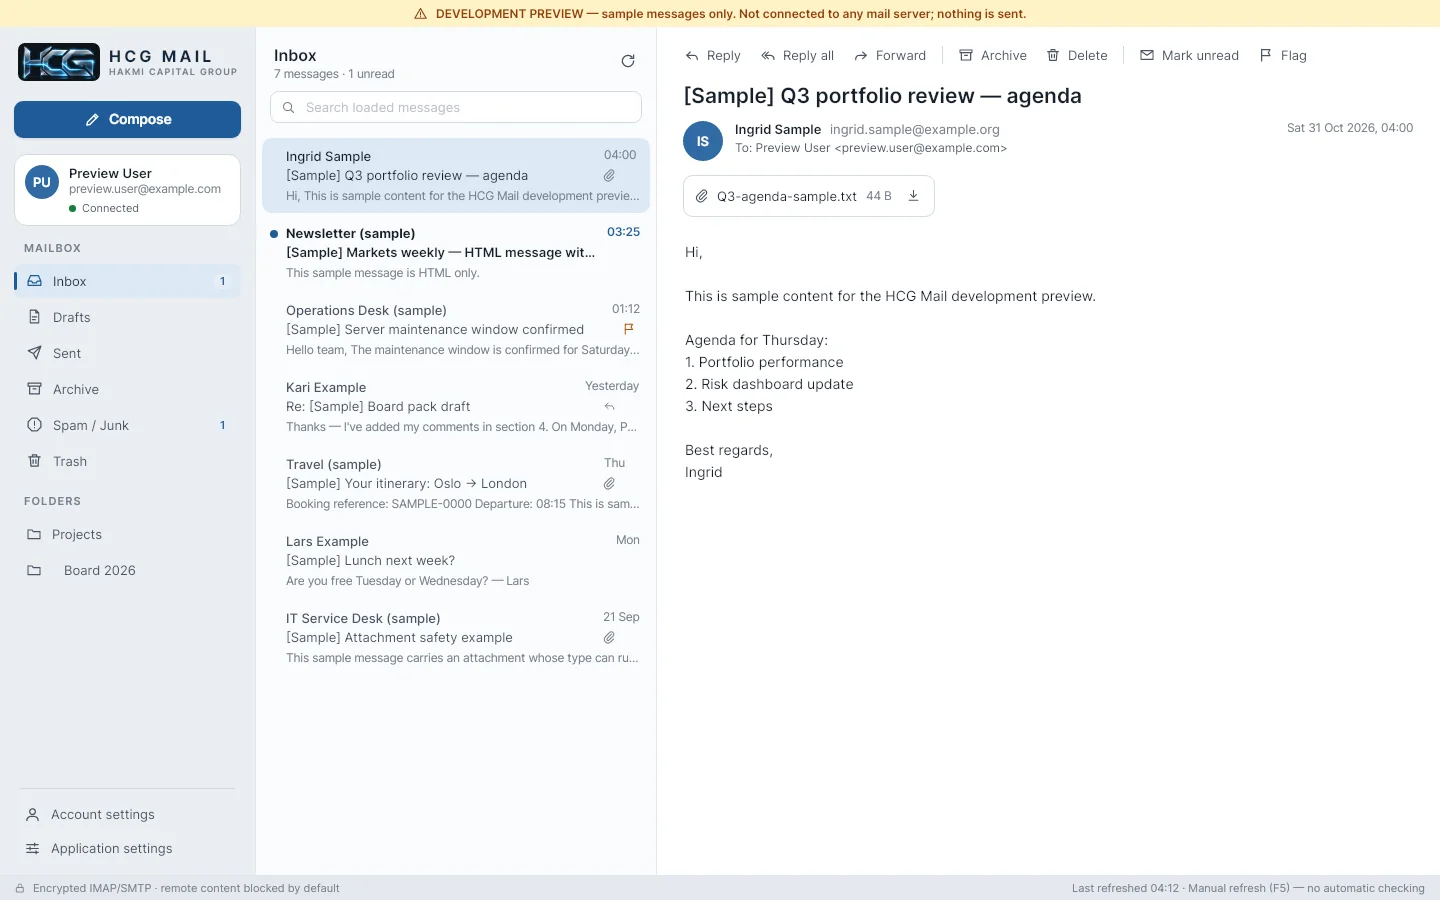 DEVELOPMENT PREVIEW — sample messages only. Not connected to any mail server; nothing is sent.
HCG
HCG MAIL
HAKMI CAPITAL GROUP
Compose
PU
Preview User
preview.user@example.com
Connected
MAILBOX
Inbox 1
Drafts
Sent
Archive
Spam / Junk 1
Trash
FOLDERS
Projects
Board 2026
Account settings
Application settings
Inbox
7 messages · 1 unread
Search loaded messages
Ingrid Sample 04:00
[Sample] Q3 portfolio review — agenda
Hi, This is sample content for the HCG Mail development previe...
Newsletter (sample) 03:25
[Sample] Markets weekly — HTML message wit...
This sample message is HTML only.
Operations Desk (sample) 01:12
[Sample] Server maintenance window confirmed
Hello team, The maintenance window is confirmed for Saturday...
Kari Example Yesterday
Re: [Sample] Board pack draft
Thanks — I've added my comments in section 4. On Monday, P...
Travel (sample) Thu
[Sample] Your itinerary: Oslo → London
Booking reference: SAMPLE-0000 Departure: 08:15 This is sam...
Lars Example Mon
[Sample] Lunch next week?
Are you free Tuesday or Wednesday? — Lars
IT Service Desk (sample) 21 Sep
[Sample] Attachment safety example
This sample message carries an attachment whose type can ru...
Reply Reply all Forward Archive Delete Mark unread Flag
[Sample] Q3 portfolio review — agenda
IS
Ingrid Sample ingrid.sample@example.org Sat 31 Oct 2026, 04:00
To: Preview User <preview.user@example.com>
Q3-agenda-sample.txt 44 B
Hi,
This is sample content for the HCG Mail development preview.
Agenda for Thursday:
1. Portfolio performance
2. Risk dashboard update
3. Next steps
Best regards,
Ingrid
Encrypted IMAP/SMTP · remote content blocked by default
Last refreshed 04:12 · Manual refresh (F5) — no automatic checking